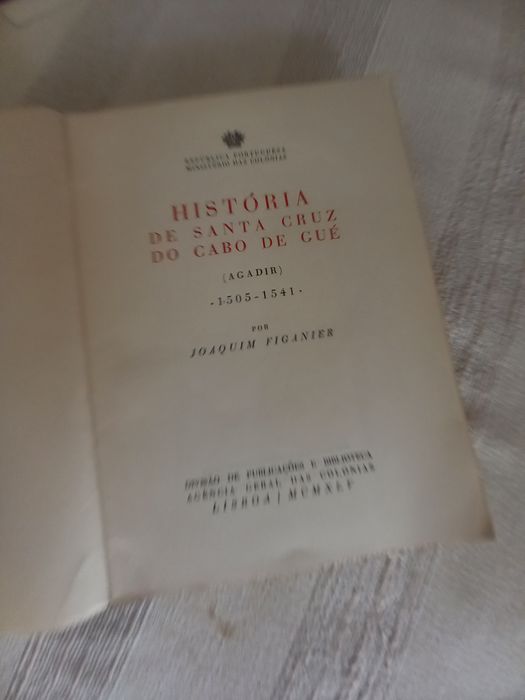 REPÚBLICA PORTUGUESA
MINISTÉRIO DAS COLÓNIAS
HISTÓRIA
DE SANTA CRUZ
DO CABO DE GUÉ
(AGADIR)
·1505-1541·
POR
JOAQUIM FIGANIER
DIVISÃO DE PUBLICAÇÕES E BIBLIOTECA
AGÊNCIA GERAL DAS COLÓNIAS
LISBOA / MCMXLV